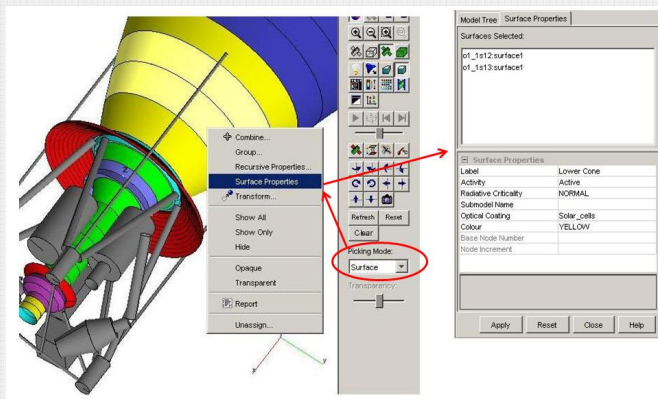 Combine...
Group...
Recursive Properties...
Surface Properties
Transform...
Show All
Show Only
Hide
Opaque
Transparent
Report
Unassign...
x
y
Refresh Reset
Clear
Picking Mode:
Surface
Transparency:
Model Tree Surface Properties
Surfaces Selected:
o1_1s12:surface1
o1_1s13:surface1
Surface Properties
Label Lower Cone
Activity Active
Radiative Criticality NORMAL
Submodel Name
Optical Coating Solar_cells
Colour YELLOW
Base Node Number
Node Increment
Apply Reset Close Help